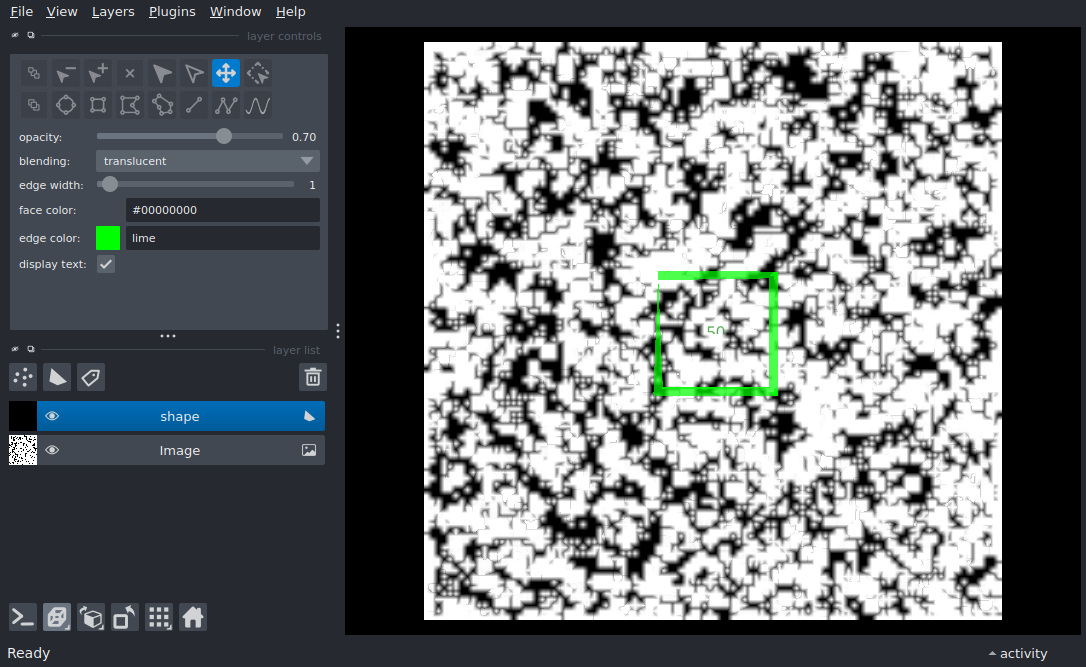 File View Layers Plugins Window Help
layer controls
opacity: 0.70
blending: translucent
edge width: 1
face color: #00000000
edge color: lime
display text:
50
layer list
shape
Image
Ready
activity